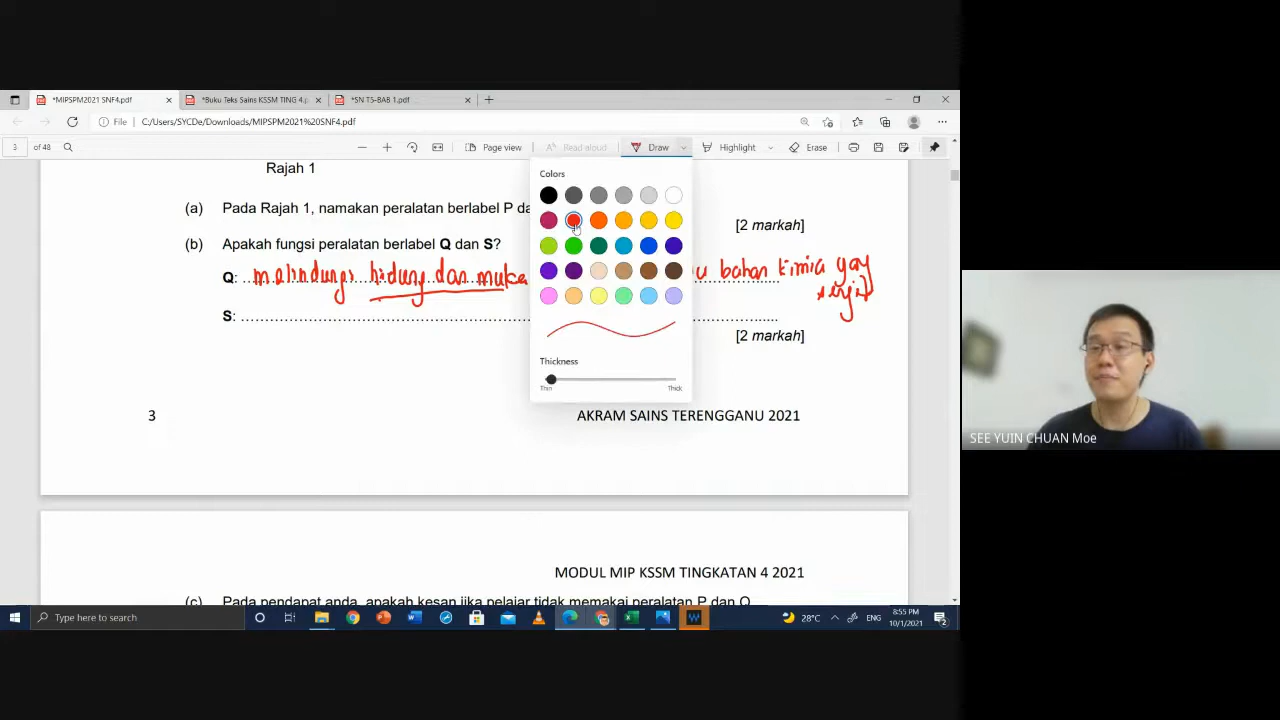 *MIPSPM2021 SNF4.pdf
*Buku Teks Sains KSSM TING 4.p
*SN T5-BAB 1.pdf
File
C:/Users/SYCDe/Downloads/MIPSPM2021%20SNF4.pdf
3 of 48
Page view
Read aloud
Draw
Highlight
Erase
Rajah 1
Colors
(a) Pada Rajah 1, namakan peralatan berlabel P da
[2 markah]
(b) Apakah fungsi peralatan berlabel Q dan S?
Q: melindungi hidung dan muka bahan kimia yang
S:
[2 markah]
Thickness
Thin Thick
3 AKRAM SAINS TERENGGANU 2021
SEE YUIN CHUAN Moe
MODUL MIP KSSM TINGKATAN 4 2021
(c) Pada pendapat anda, apakah kesan jika pelajar tidak memakai peralatan P dan Q
Type here to search
28°C
ENG
8:55 PM
10/1/2021
2